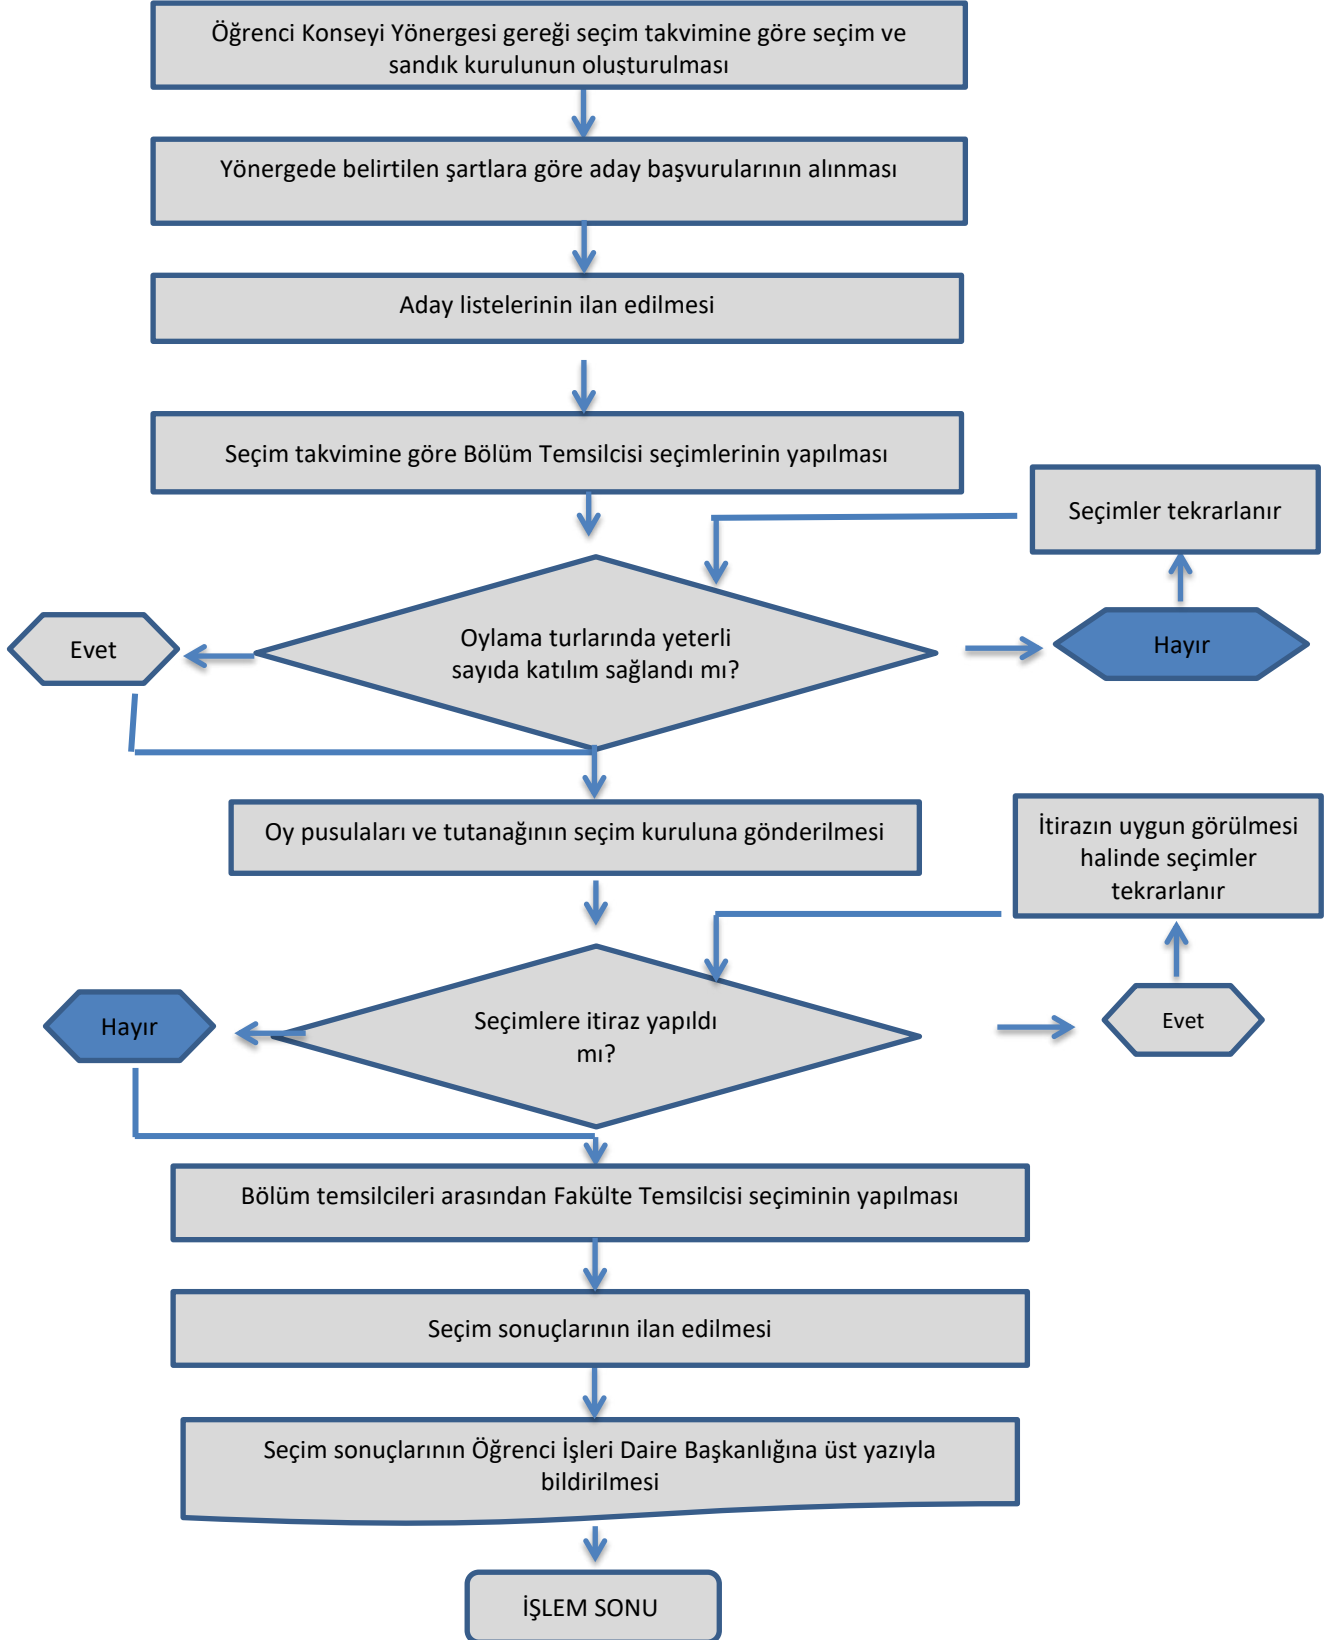 Öğrenci Konseyi Yönergesi gereği seçim takvimine göre seçim ve
sandık kurulunun oluşturulması
Yönergede belirtilen şartlara göre aday başvurularının alınması
Aday listelerinin ilan edilmesi
Seçim takvimine göre Bölüm Temsilcisi seçimlerinin yapılması
Seçimler tekrarlanır
Evet
Oylama turlarında yeterli
sayıda katılım sağlandı mı?
Hayır
Oy pusulaları ve tutanağının seçim kuruluna gönderilmesi
İtirazın uygun görülmesi
halinde seçimler
tekrarlanır
Hayır
Seçimlere itiraz yapıldı
mı?
Evet
Bölüm temsilcileri arasından Fakülte Temsilcisi seçiminin yapılması
Seçim sonuçlarının ilan edilmesi
Seçim sonuçlarının Öğrenci İşleri Daire Başkanlığına üst yazıyla
bildirilmesi
İŞLEM SONU